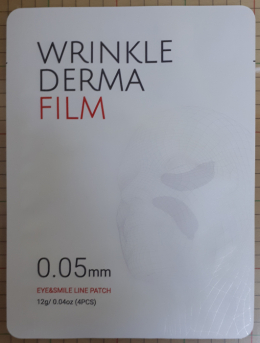 WRINKLE
DERMA
FILM
0.05mm
EYE&SMILE LINE PATCH
12g/ 0.04oz (4PCS)